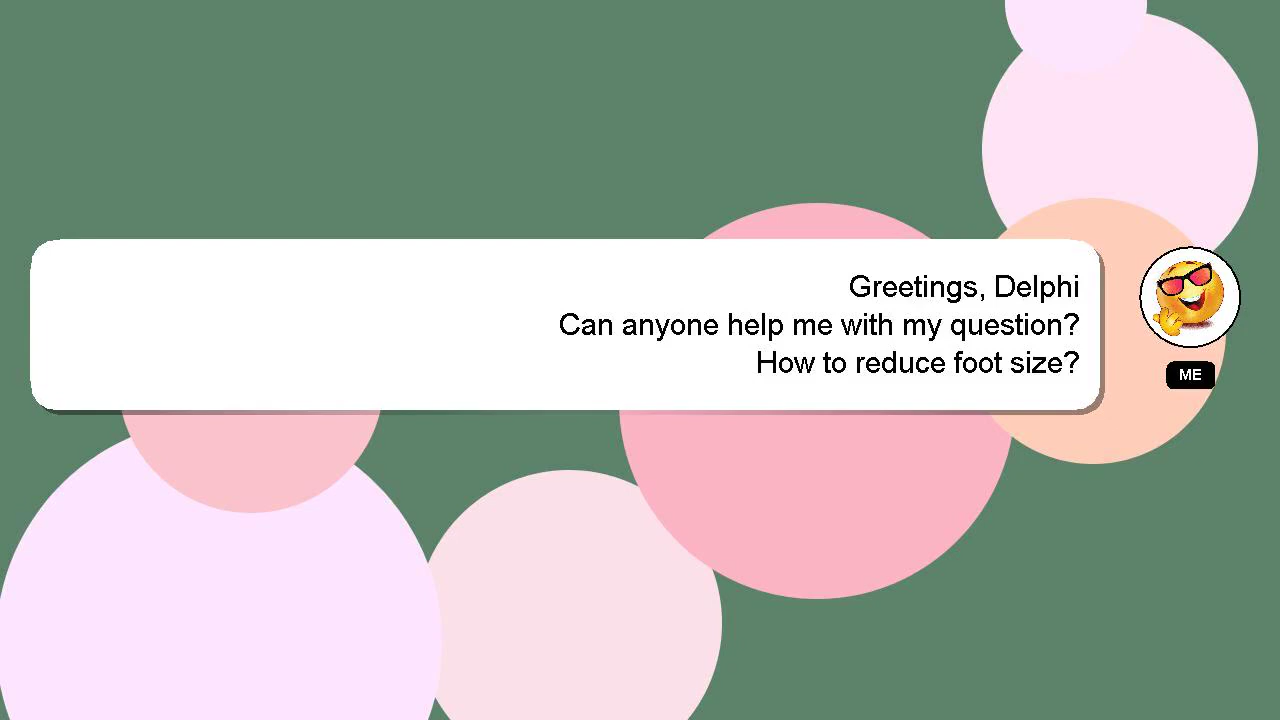 Greetings, Delphi
Can anyone help me with my question?
How to reduce foot size?
ME